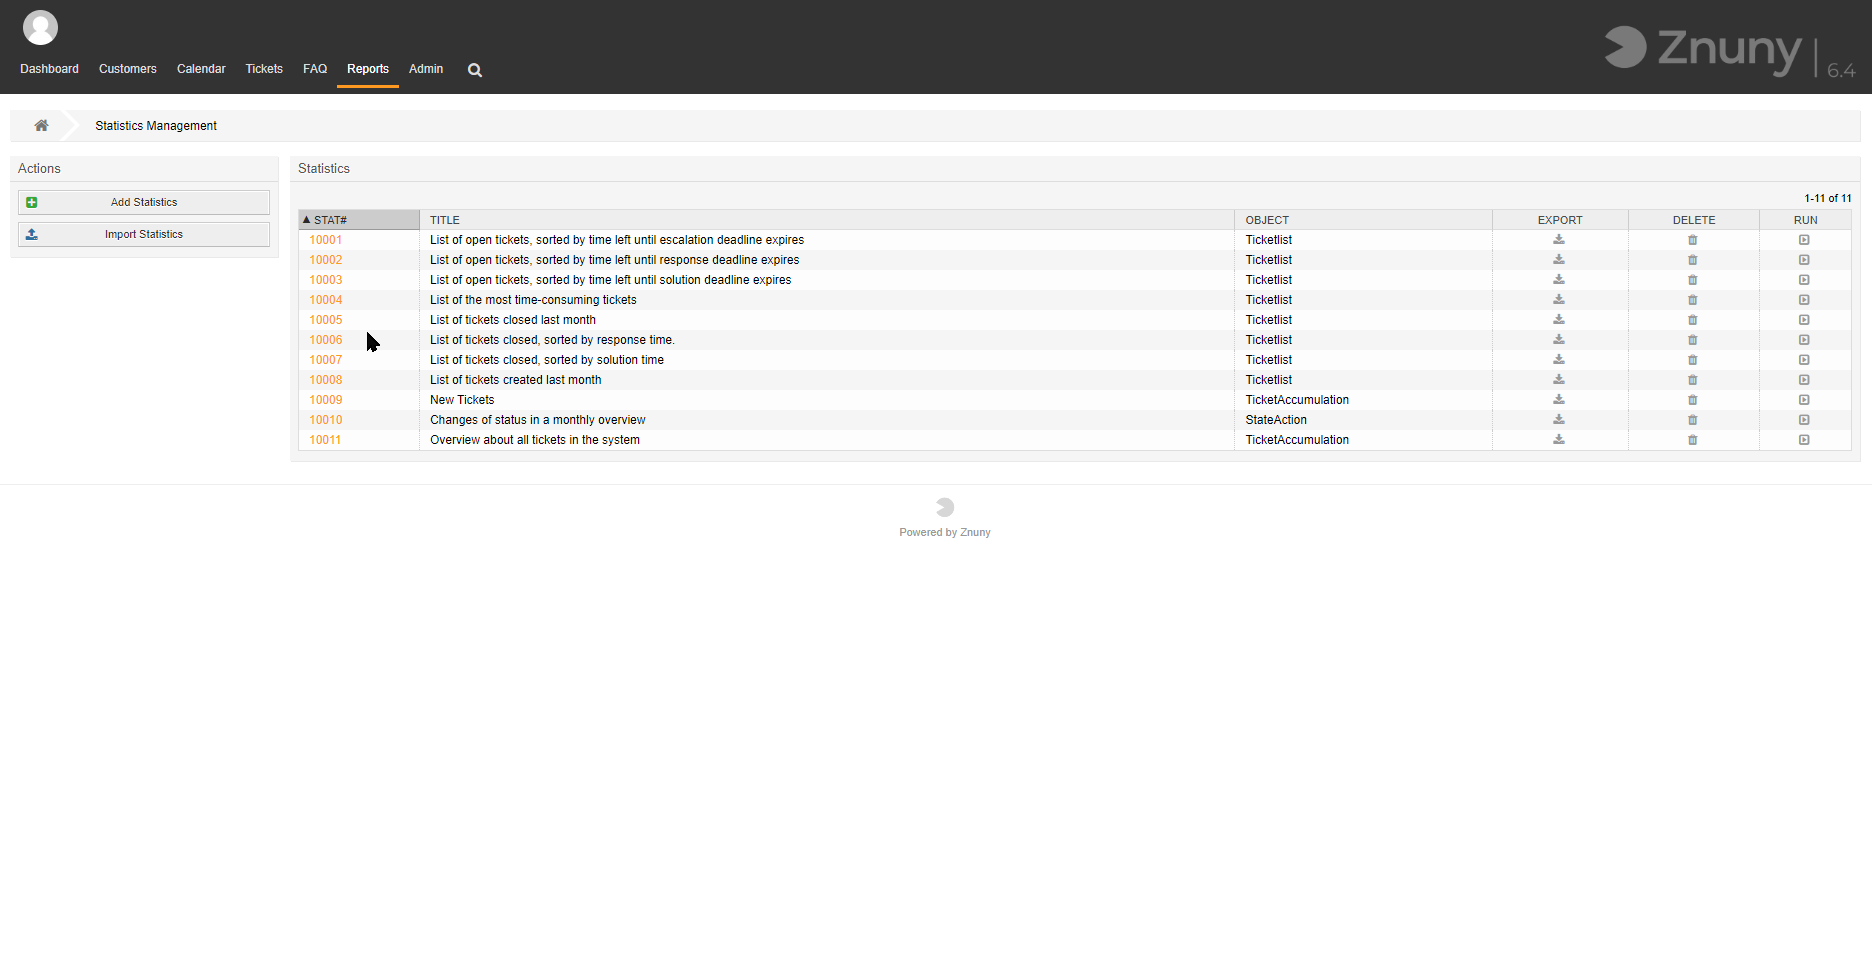 Znuny 6.4
Dashboard Customers Calendar Tickets FAQ Reports Admin
Statistics Management
Actions
Add Statistics
Import Statistics
Statistics
1-11 of 11
STAT# TITLE OBJECT EXPORT DELETE RUN
10001 List of open tickets, sorted by time left until escalation deadline expires Ticketlist
10002 List of open tickets, sorted by time left until response deadline expires Ticketlist
10003 List of open tickets, sorted by time left until solution deadline expires Ticketlist
10004 List of the most time-consuming tickets Ticketlist
10005 List of tickets closed last month Ticketlist
10006 List of tickets closed, sorted by response time. Ticketlist
10007 List of tickets closed, sorted by solution time Ticketlist
10008 List of tickets created last month Ticketlist
10009 New Tickets TicketAccumulation
10010 Changes of status in a monthly overview StateAction
10011 Overview about all tickets in the system TicketAccumulation
Powered by Znuny